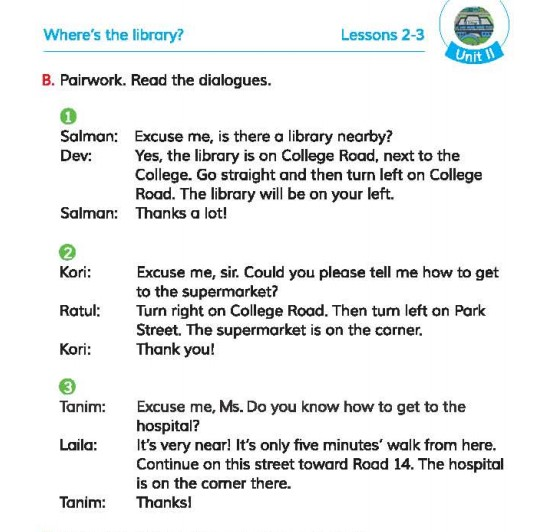 Where's the library?
Lessons 2-3
Unit 11
B. Pairwork. Read the dialogues.
1
Salman: Excuse me, is there a library nearby?
Dev: Yes, the library is on College Road, next to the
College. Go straight and then turn left on College
Road. The library will be on your left.
Salman: Thanks a lot!
2
Kori: Excuse me, sir. Could you please tell me how to get
to the supermarket?
Ratul: Turn right on College Road. Then turn left on Park
Street. The supermarket is on the corner.
Kori: Thank you!
3
Tanim: Excuse me, Ms. Do you know how to get to the
hospital?
Laila: It's very near! It's only five minutes' walk from here.
Continue on this street toward Road 14. The hospital
is on the corner there.
Tanim: Thanks!